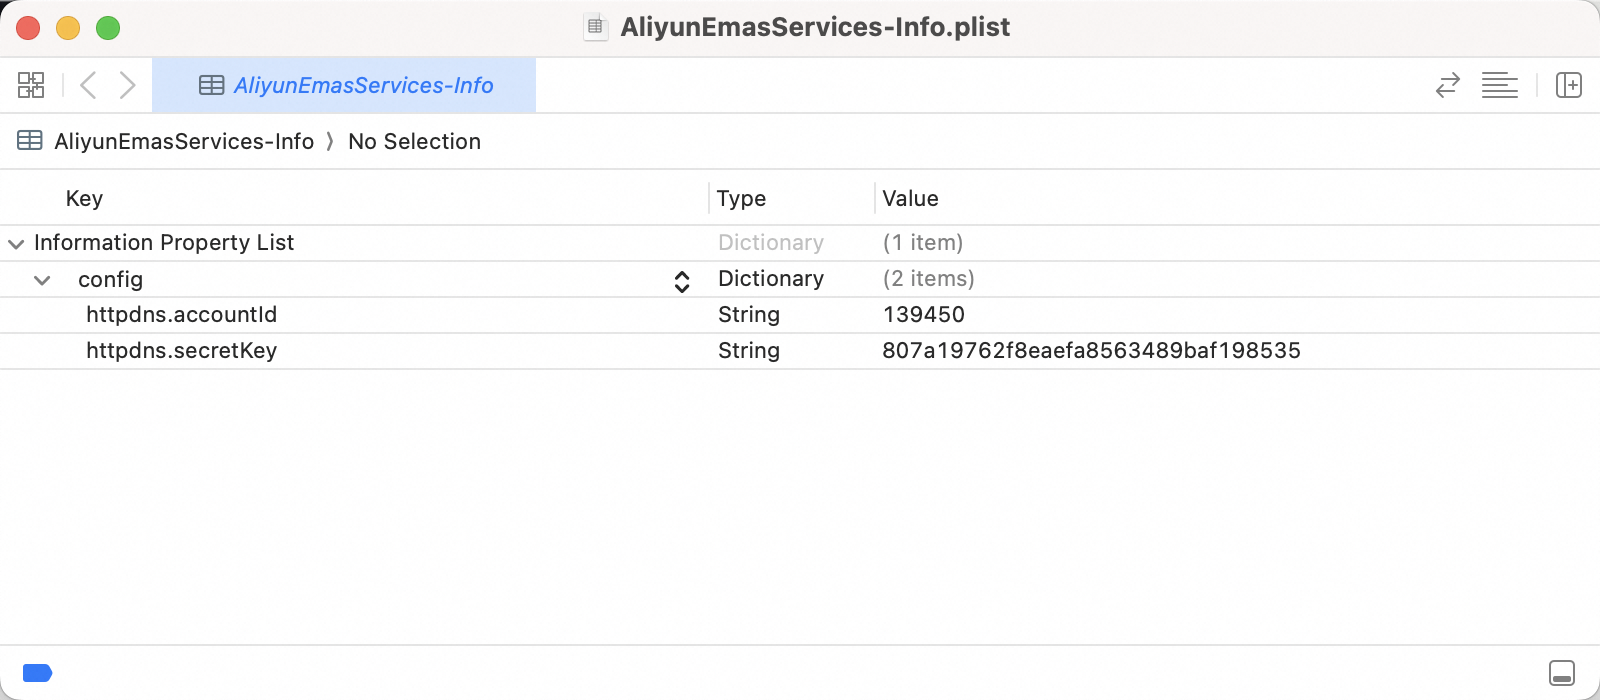 AliyunEmasServices-Info.plist
AliyunEmasServices-Info
AliyunEmasServices-Info ⟩ No Selection
Key Type Value
Information Property List Dictionary (1 item)
config Dictionary (2 items)
httpdns.accountId String 139450
httpdns.secretKey String 807a19762f8eaefa8563489baf198535